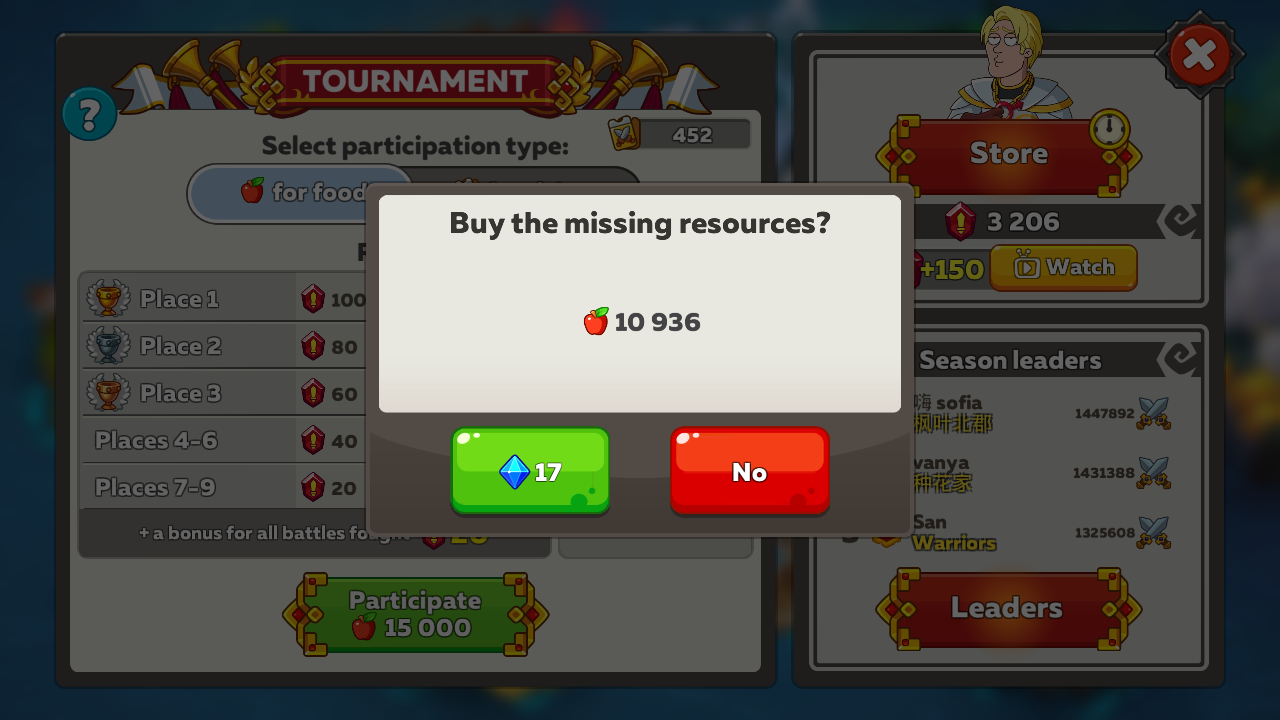 TOURNAMENT
?
Select participation type:
452
for food
Store
3 206
+150
Watch
Buy the missing resources?
10 936
17
No
Place 1
100
Place 2
80
Place 3
60
Places 4-6
40
Places 7-9
20
+ a bonus for all battles fought
20
Participate
15 000
Season leaders
嗨 sofia
1447892
枫叶北郡
vanya
1431388
种花家
San
1325608
Warriors
Leaders